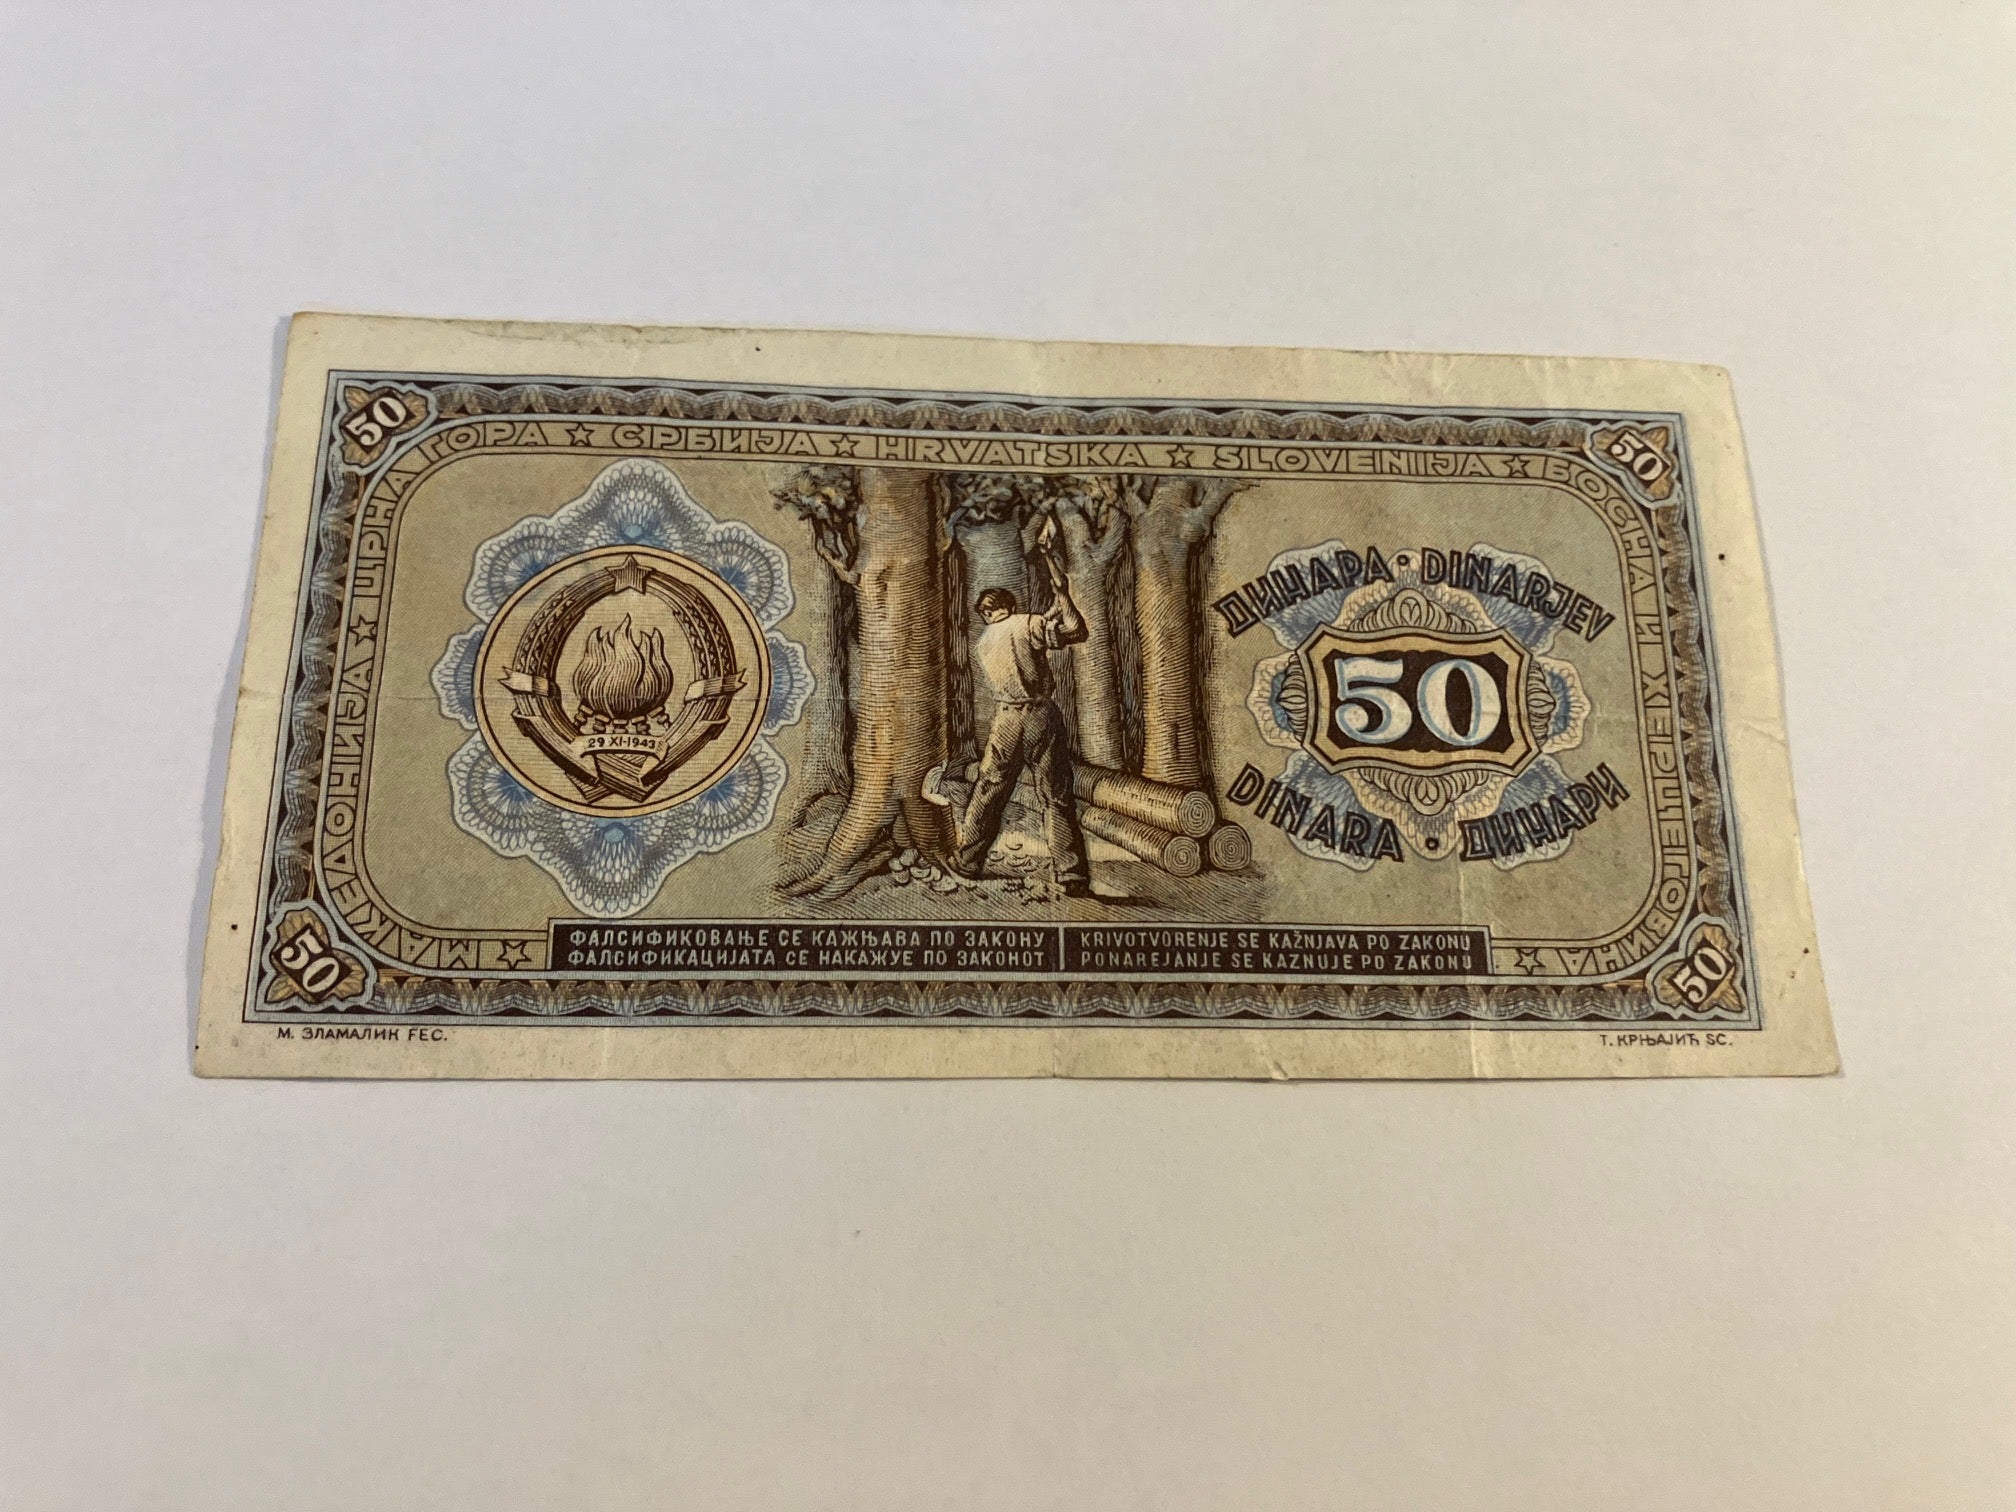 50
50
МАКЕДОНИЈА ★ ЦРНА ГОРА ★ СРБИЈА ★ HRVATSKA ★ SLOVENIJA ★ БОСНА И ХЕРЦЕГОВИНА
29 XI·1943
ДИНАРА · DINARJEV
50
DINARA · ДИНАРИ
ФАЛСИФИКОВАЊЕ СЕ КАЖЊАВА ПО ЗАКОНУ
ФАЛСИФИКАЦИЈАТА СЕ НАКАЖУЕ ПО ЗАКОНОТ
KRIVOTVORENJE SE KAŽNJAVA PO ZAKONU
PONAREJANJE SE KAZNUJE PO ZAKONU
50
50
М. ЗЛАМАЛИК FEC.
Т. КРЊАЈИЋ SC.